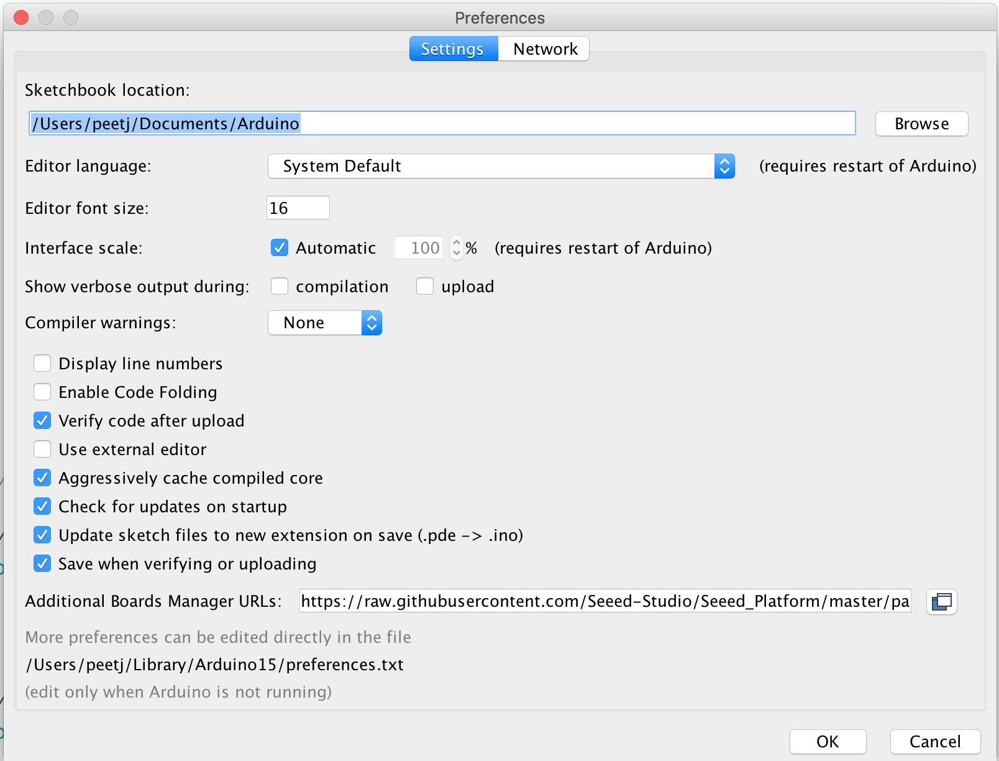 Preferences
Settings Network
Sketchbook location:
/Users/peetj/Documents/Arduino Browse
Editor language: System Default (requires restart of Arduino)
Editor font size: 16
Interface scale: Automatic 100 % (requires restart of Arduino)
Show verbose output during: compilation upload
Compiler warnings: None
Display line numbers
Enable Code Folding
Verify code after upload
Use external editor
Aggressively cache compiled core
Check for updates on startup
Update sketch files to new extension on save (.pde -> .ino)
Save when verifying or uploading
Additional Boards Manager URLs: https://raw.githubusercontent.com/Seeed-Studio/Seeed_Platform/master/pa
More preferences can be edited directly in the file
/Users/peetj/Library/Arduino15/preferences.txt
(edit only when Arduino is not running)
OK Cancel